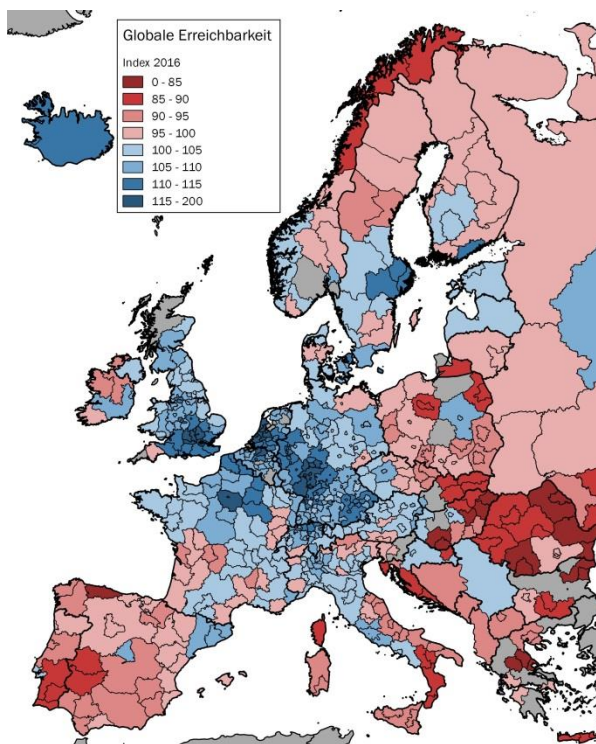 Globale Erreichbarkeit
Index 2016
0 - 85
85 - 90
90 - 95
95 - 100
100 - 105
105 - 110
110 - 115
115 - 200